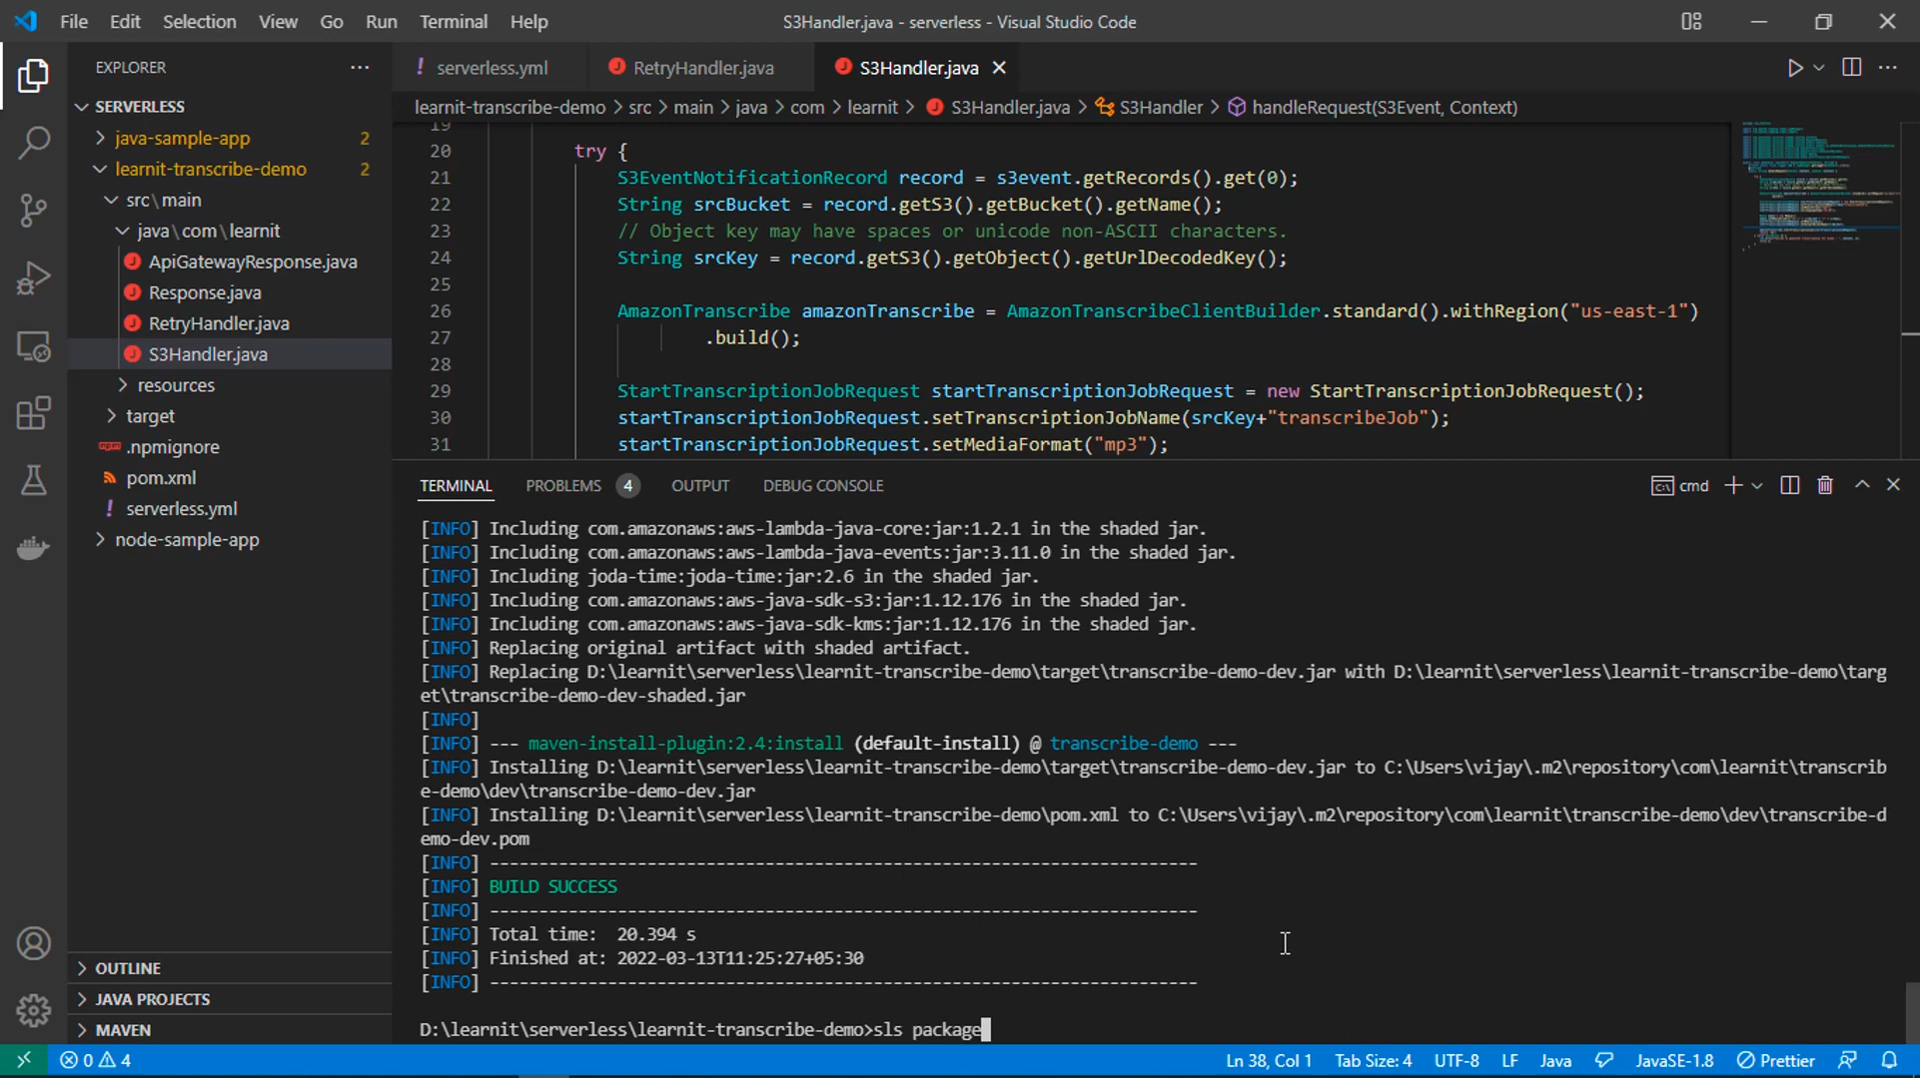 File Edit Selection View Go Run Terminal Help
S3Handler.java - serverless - Visual Studio Code
EXPLORER
SERVERLESS
java-sample-app 2
learnit-transcribe-demo 2
src\main
java\com\learnit
ApiGatewayResponse.java
Response.java
RetryHandler.java
S3Handler.java
resources
target
.npmignore
pom.xml
serverless.yml
node-sample-app
OUTLINE
JAVA PROJECTS
MAVEN
serverless.yml RetryHandler.java S3Handler.java
learnit-transcribe-demo > src > main > java > com > learnit > S3Handler.java > S3Handler > handleRequest(S3Event, Context)
19
20 try {
21 S3EventNotificationRecord record = s3event.getRecords().get(0);
22 String srcBucket = record.getS3().getBucket().getName();
23 // Object key may have spaces or unicode non-ASCII characters.
24 String srcKey = record.getS3().getObject().getUrlDecodedKey();
25
26 AmazonTranscribe amazonTranscribe = AmazonTranscribeClientBuilder.standard().withRegion("us-east-1")
27 .build();
28
29 StartTranscriptionJobRequest startTranscriptionJobRequest = new StartTranscriptionJobRequest();
30 startTranscriptionJobRequest.setTranscriptionJobName(srcKey+"transcribeJob");
31 startTranscriptionJobRequest.setMediaFormat("mp3");
TERMINAL PROBLEMS 4 OUTPUT DEBUG CONSOLE
cmd
[INFO] Including com.amazonaws:aws-lambda-java-core:jar:1.2.1 in the shaded jar.
[INFO] Including com.amazonaws:aws-lambda-java-events:jar:3.11.0 in the shaded jar.
[INFO] Including joda-time:joda-time:jar:2.6 in the shaded jar.
[INFO] Including com.amazonaws:aws-java-sdk-s3:jar:1.12.176 in the shaded jar.
[INFO] Including com.amazonaws:aws-java-sdk-kms:jar:1.12.176 in the shaded jar.
[INFO] Replacing original artifact with shaded artifact.
[INFO] Replacing D:\learnit\serverless\learnit-transcribe-demo\target\transcribe-demo-dev.jar with D:\learnit\serverless\learnit-transcribe-demo\targ
et\transcribe-demo-dev-shaded.jar
[INFO]
[INFO] --- maven-install-plugin:2.4:install (default-install) @ transcribe-demo ---
[INFO] Installing D:\learnit\serverless\learnit-transcribe-demo\target\transcribe-demo-dev.jar to C:\Users\vijay\.m2\repository\com\learnit\transcrib
e-demo\dev\transcribe-demo-dev.jar
[INFO] Installing D:\learnit\serverless\learnit-transcribe-demo\pom.xml to C:\Users\vijay\.m2\repository\com\learnit\transcribe-demo\dev\transcribe-d
emo-dev.pom
[INFO] ------------------------------------------------------------------------
[INFO] BUILD SUCCESS
[INFO] ------------------------------------------------------------------------
[INFO] Total time:  20.394 s
[INFO] Finished at: 2022-03-13T11:25:27+05:30
[INFO] ------------------------------------------------------------------------
D:\learnit\serverless\learnit-transcribe-demo>sls package
0 4 Ln 38, Col 1 Tab Size: 4 UTF-8 LF Java JavaSE-1.8 Prettier